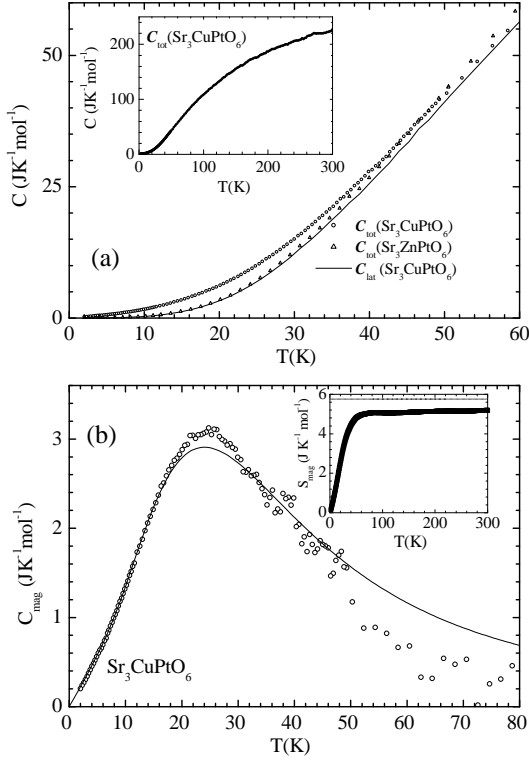 C_tot(Sr₃CuPtO₆)
C (JK⁻¹mol⁻¹)
200
100
0
0 100 200 300
T(K)
C (JK⁻¹mol⁻¹)
50
25
0
(a)
C_tot(Sr₃CuPtO₆)
C_tot(Sr₃ZnPtO₆)
C_lat (Sr₃CuPtO₆)
0 10 20 30 40 50 60
T(K)
(b)
S_mag (J K⁻¹mol⁻¹)
6
4
2
0
0 100 200 300
T(K)
C_mag (JK⁻¹mol⁻¹)
3
2
1
0
Sr₃CuPtO₆
0 10 20 30 40 50 60 70 80
T(K)